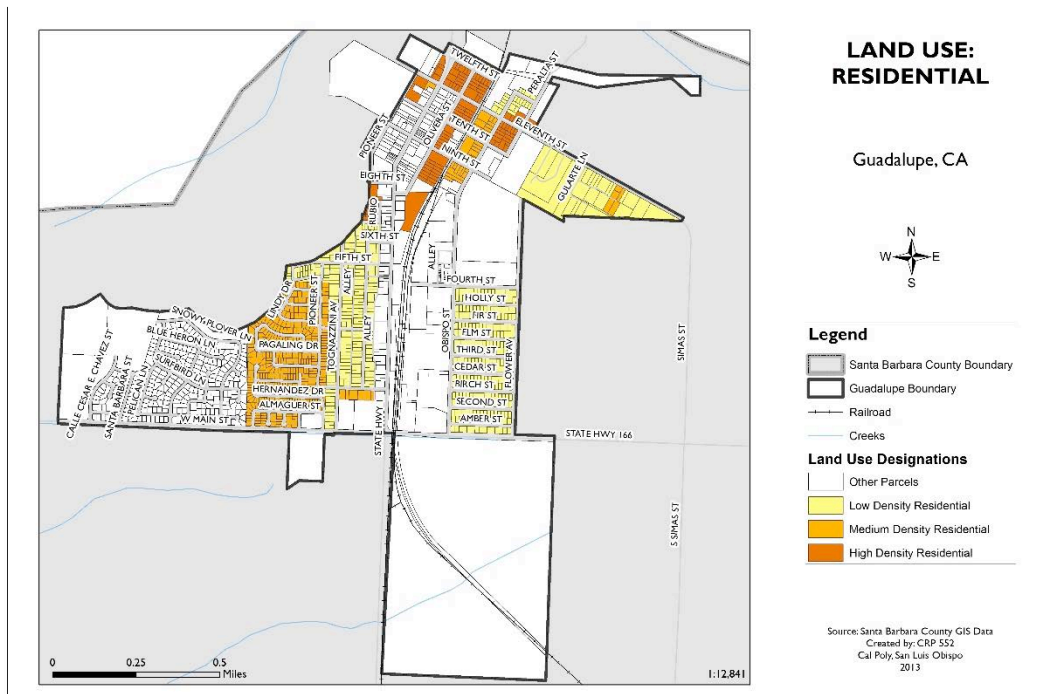 LAND USE:
RESIDENTIAL
Guadalupe, CA
N
W
E
S
Legend
Santa Barbara County Boundary
Guadalupe Boundary
Railroad
Creeks
Land Use Designations
Other Parcels
Low Density Residential
Medium Density Residential
High Density Residential
Source: Santa Barbara County GIS Data
Created by: CRP 552
Cal Poly, San Luis Obispo
2013
TWELFTH ST
PERALTA ST
OLIVERA ST
PIONEER ST
TENTH ST
ELEVENTH ST
NINTH ST
GULARTE LN
EIGHTH ST
RUBIO
SIXTH ST
FIFTH ST
ALLEY
ALLEY
FOURTH ST
LINDY DR
PIONEER ST
HOLLY ST
FIR ST
SNOWY PLOVER LN
BLUE HERON LN
TOGNAZZINI AV
ALLEY
OBISPO ST
FLM ST
SIMAS ST
CALLE CESAR E CHAVEZ ST
PAGALING DR
THIRD ST
FLOWER AV
SURFBIRD LN
CEDAR ST
SANTA BARBARA ST
PELICAN LN
HERNANDEZ DR
RIRCH ST
ALMAGUER ST
SECOND ST
W MAIN ST
AMBER ST
STATE HWY 1
STATE HWY 166
S SIMAS ST
0 0.25 0.5
Miles
1:12,841